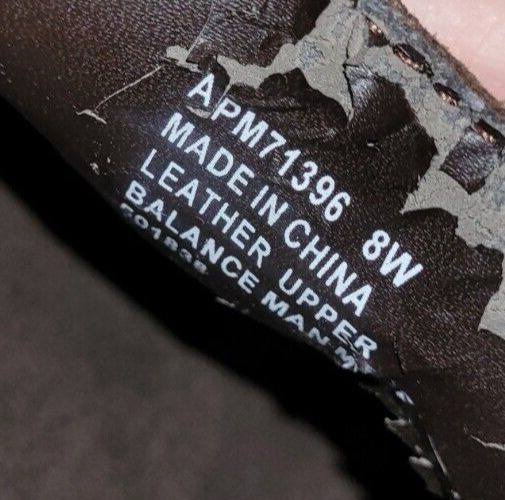 APM71396 8W
MADE IN CHINA
LEATHER UPPER
BALANCE MAN